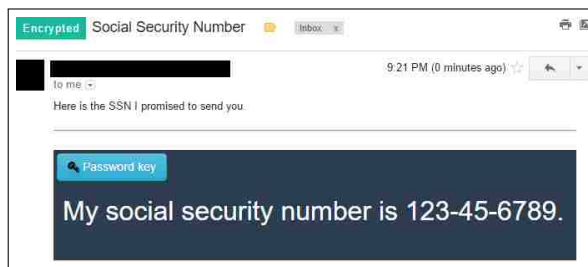 Encrypted Social Security Number Inbox x
9:21 PM (0 minutes ago)
to me
Here is the SSN I promised to send you
Password key
My social security number is 123-45-6789.